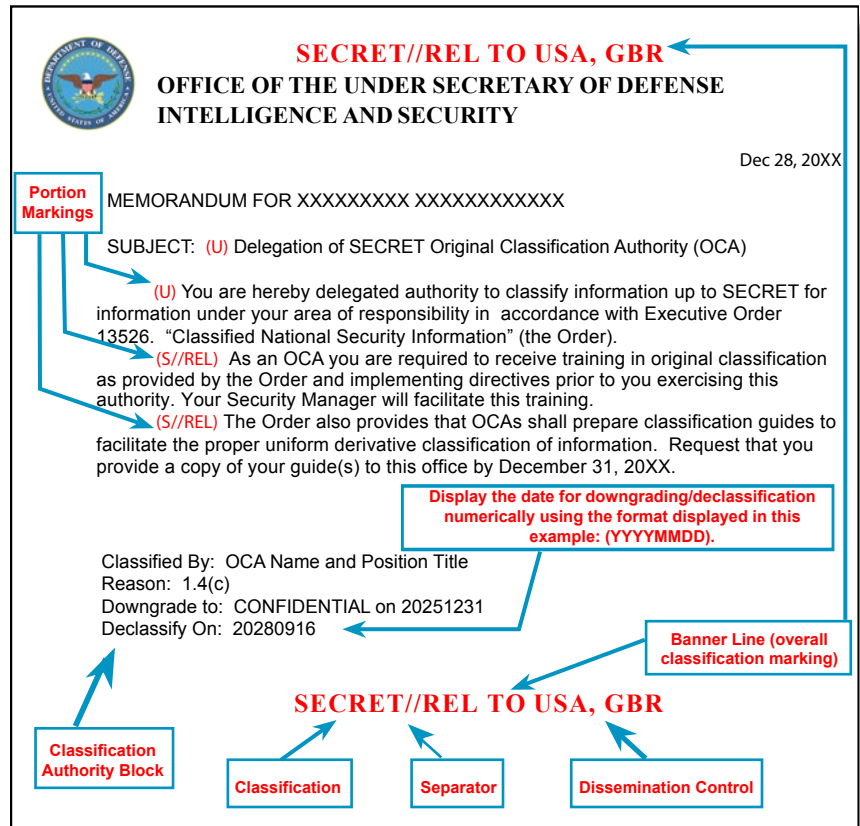 SECRET//REL TO USA, GBR
DEPARTMENT OF DEFENSE
UNITED STATES OF AMERICA
OFFICE OF THE UNDER SECRETARY OF DEFENSE
INTELLIGENCE AND SECURITY
Dec 28, 20XX
Portion
Markings
MEMORANDUM FOR XXXXXXXXX XXXXXXXXXXXX
SUBJECT: (U) Delegation of SECRET Original Classification Authority (OCA)
(U) You are hereby delegated authority to classify information up to SECRET for
information under your area of responsibility in accordance with Executive Order
13526. “Classified National Security Information” (the Order).
(S//REL) As an OCA you are required to receive training in original classification
as provided by the Order and implementing directives prior to you exercising this
authority. Your Security Manager will facilitate this training.
(S//REL) The Order also provides that OCAs shall prepare classification guides to
facilitate the proper uniform derivative classification of information. Request that you
provide a copy of your guide(s) to this office by December 31, 20XX.
Display the date for downgrading/declassification
numerically using the format displayed in this
example: (YYYYMMDD).
Classified By: OCA Name and Position Title
Reason: 1.4(c)
Downgrade to: CONFIDENTIAL on 20251231
Declassify On: 20280916
Banner Line (overall
classification marking)
SECRET//REL TO USA, GBR
Classification
Authority Block
Classification
Separator
Dissemination Control